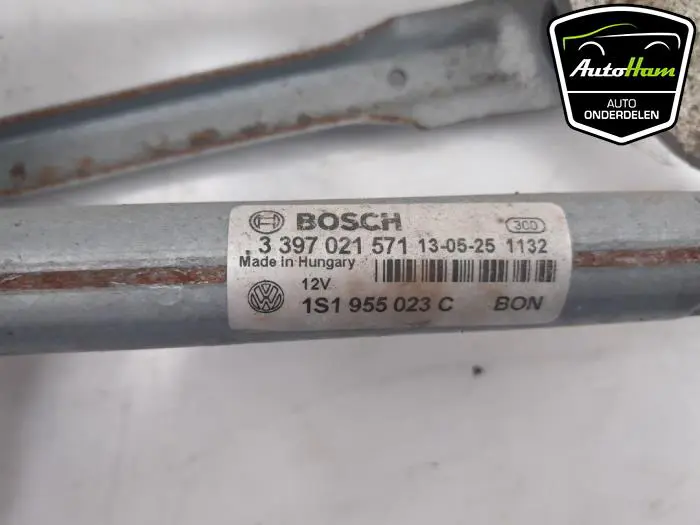 AutoHam
AUTO
ONDERDELEN
BOSCH
3C0
3 397 021 571 13-05-25 1132
Made in Hungary
12V
1S1 955 023 C BON